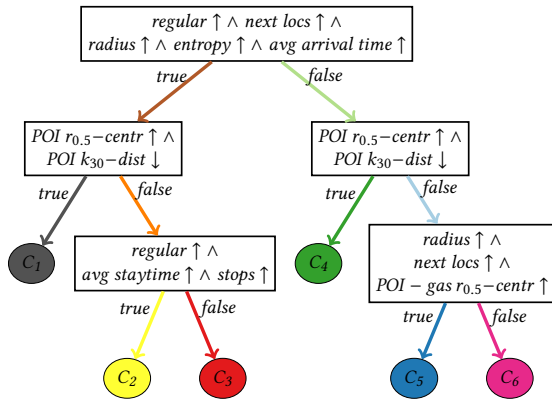 regular ↑ ∧ next locs ↑ ∧
radius ↑ ∧ entropy ↑ ∧ avg arrival time ↑
true
false
POI r0.5−centr ↑ ∧
POI k30−dist ↓
POI r0.5−centr ↑ ∧
POI k30−dist ↓
true
false
true
false
C1
regular ↑ ∧
avg staytime ↑ ∧ stops ↑
C4
radius ↑ ∧
next locs ↑ ∧
POI − gas r0.5−centr ↑
true
false
true
false
C2
C3
C5
C6